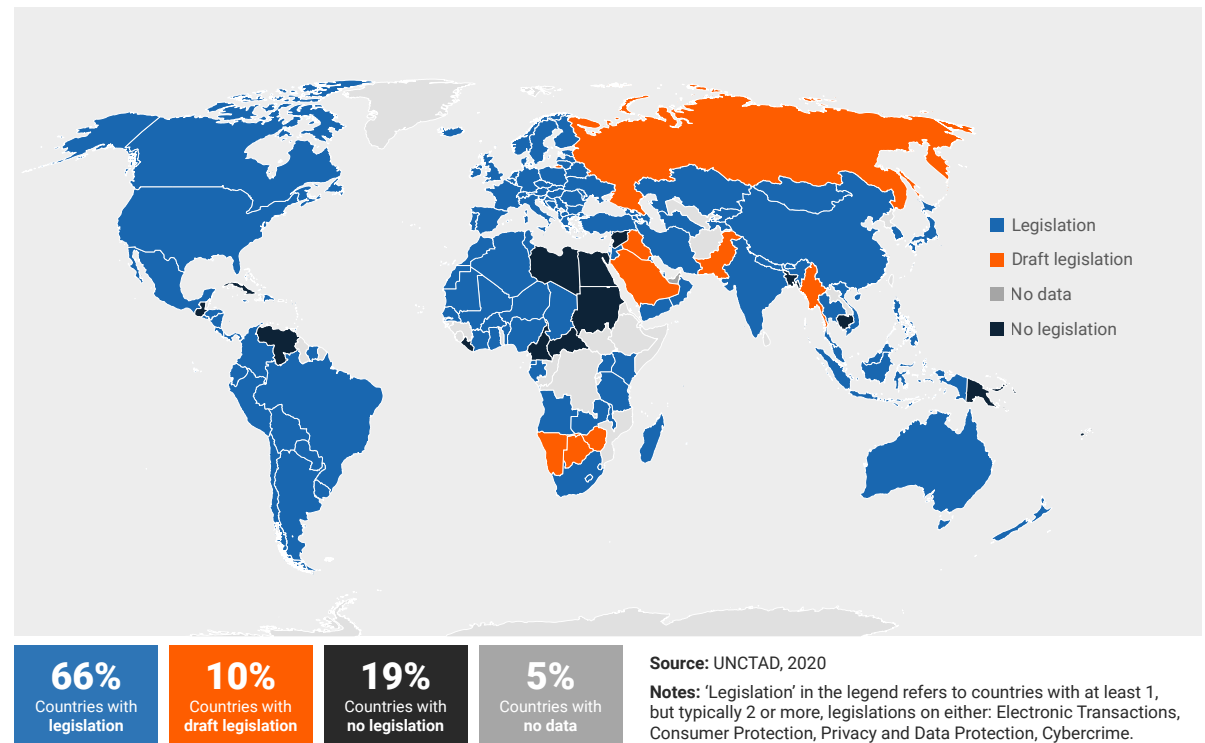 Legislation
Draft legislation
No data
No legislation
66%
Countries with
legislation
10%
Countries with
draft legislation
19%
Countries with
no legislation
5%
Countries with
no data
Source: UNCTAD, 2020
Notes: ‘Legislation’ in the legend refers to countries with at least 1,
but typically 2 or more, legislations on either: Electronic Transactions,
Consumer Protection, Privacy and Data Protection, Cybercrime.